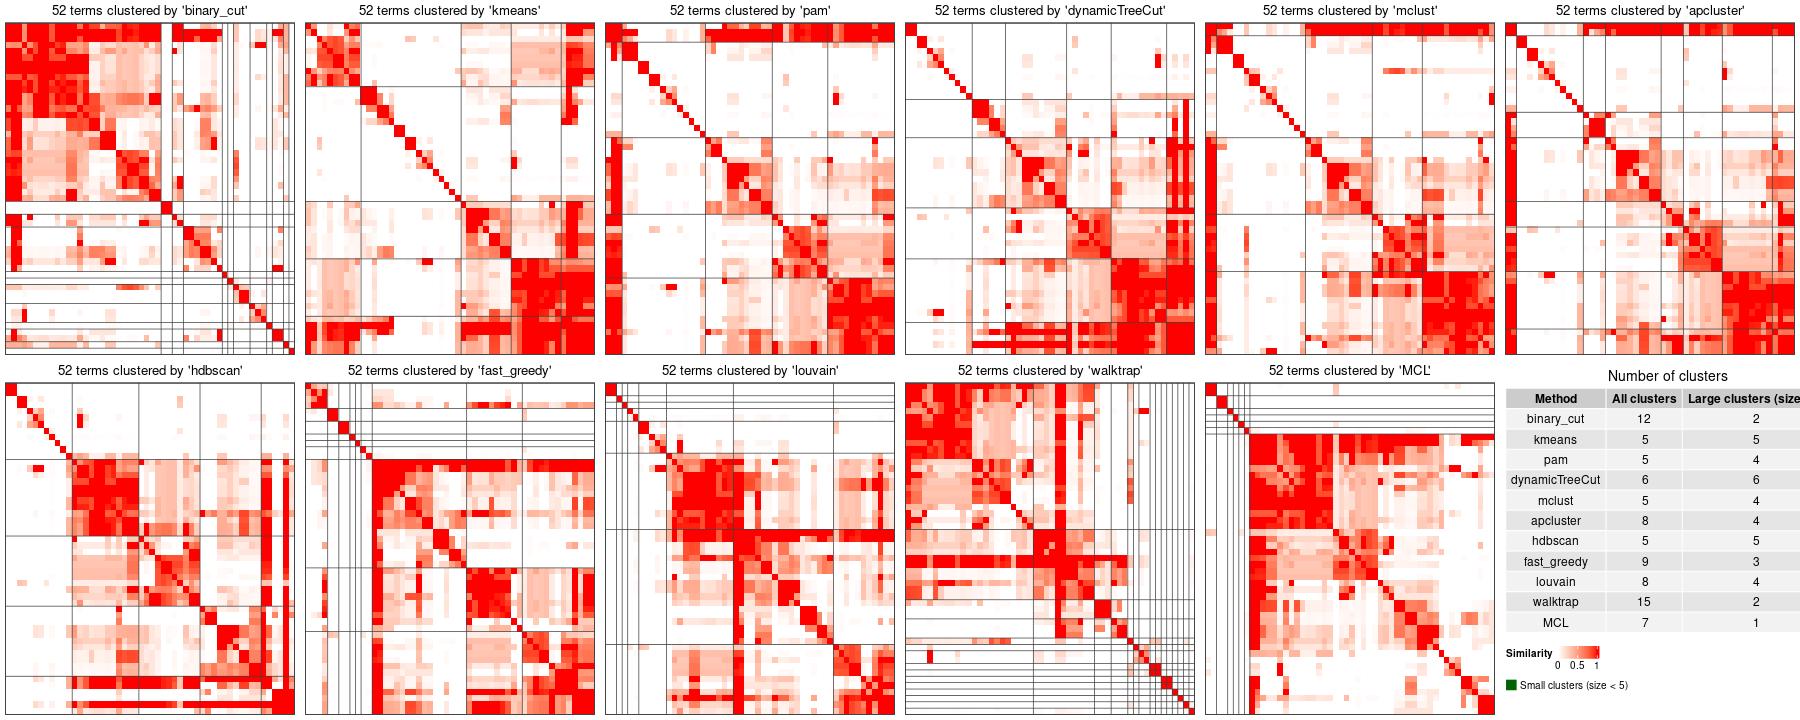 52 terms clustered by 'binary_cut'
52 terms clustered by 'kmeans'
52 terms clustered by 'pam'
52 terms clustered by 'dynamicTreeCut'
52 terms clustered by 'mclust'
52 terms clustered by 'apcluster'
52 terms clustered by 'hdbscan'
52 terms clustered by 'fast_greedy'
52 terms clustered by 'louvain'
52 terms clustered by 'walktrap'
52 terms clustered by 'MCL'
Number of clusters
Method All clusters Large clusters (size
binary_cut 12 2
kmeans 5 5
pam 5 4
dynamicTreeCut 6 6
mclust 5 4
apcluster 8 4
hdbscan 5 5
fast_greedy 9 3
louvain 8 4
walktrap 15 2
MCL 7 1
Similarity
0 0.5 1
Small clusters (size < 5)